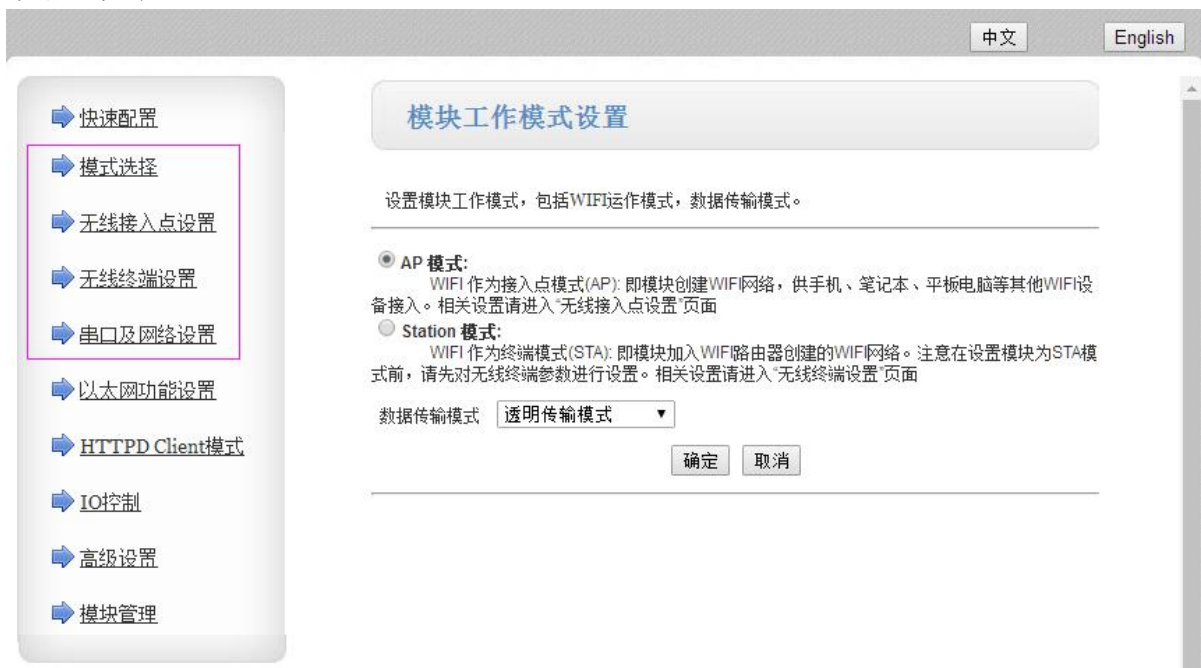 中文
English
快速配置
模式选择
无线接入点设置
无线终端设置
串口及网络设置
以太网功能设置
HTTPD Client模式
IO控制
高级设置
模块管理
模块工作模式设置
设置模块工作模式，包括WIFI运作模式，数据传输模式。
AP 模式:
WIFI 作为接入点模式(AP): 即模块创建WIFI网络，供手机、笔记本、平板电脑等其他WIFI设
备接入。相关设置请进入“无线接入点设置”页面
Station 模式:
WIFI 作为终端模式(STA): 即模块加入WIFI路由器创建的WIFI网络。注意在设置模块为STA模
式前，请先对无线终端参数进行设置。相关设置请进入“无线终端设置”页面
数据传输模式 透明传输模式
确定 取消